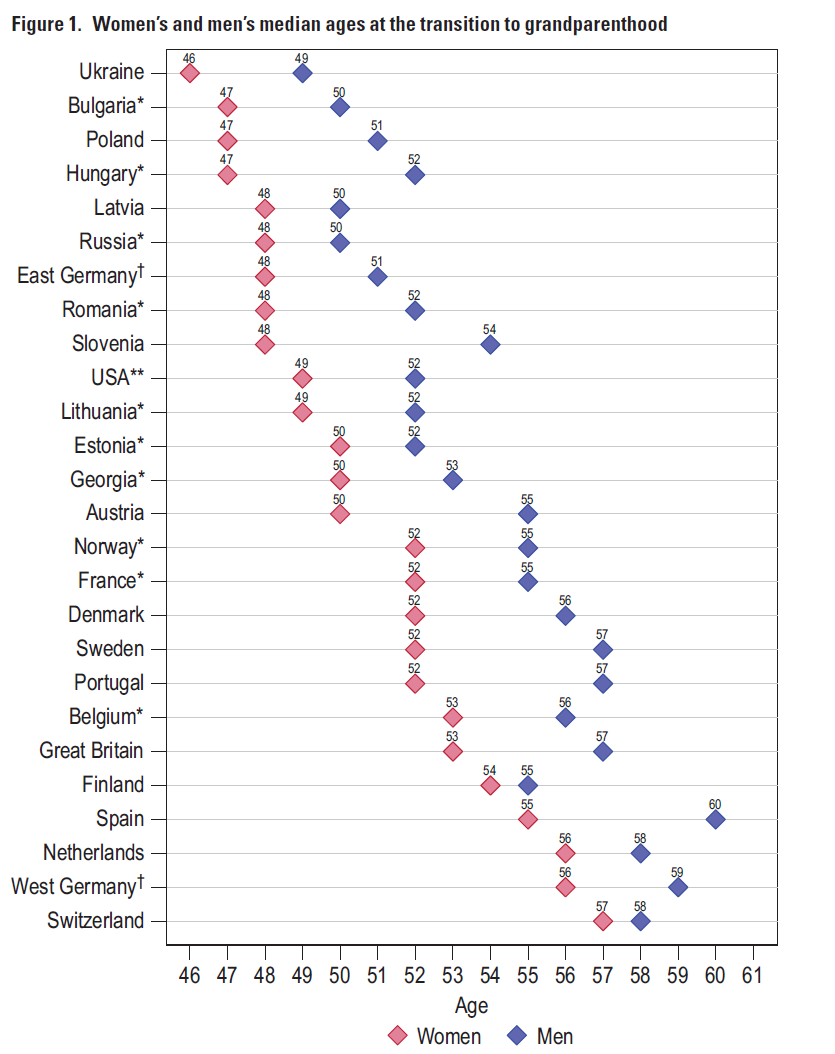 Figure 1. Women’s and men’s median ages at the transition to grandparenthood
Ukraine 46 49
Bulgaria* 47 50
Poland 47 51
Hungary* 47 52
Latvia 48 50
Russia* 48 50
East Germany† 48 51
Romania* 48 52
Slovenia 48 54
USA** 49 52
Lithuania* 49 52
Estonia* 50 52
Georgia* 50 53
Austria 50 55
Norway* 52 55
France* 52 55
Denmark 52 56
Sweden 52 57
Portugal 52 57
Belgium* 53 56
Great Britain 53 57
Finland 54 55
Spain 55 60
Netherlands 56 58
West Germany† 56 59
Switzerland 57 58
46 47 48 49 50 51 52 53 54 55 56 57 58 59 60 61
Age
Women Men